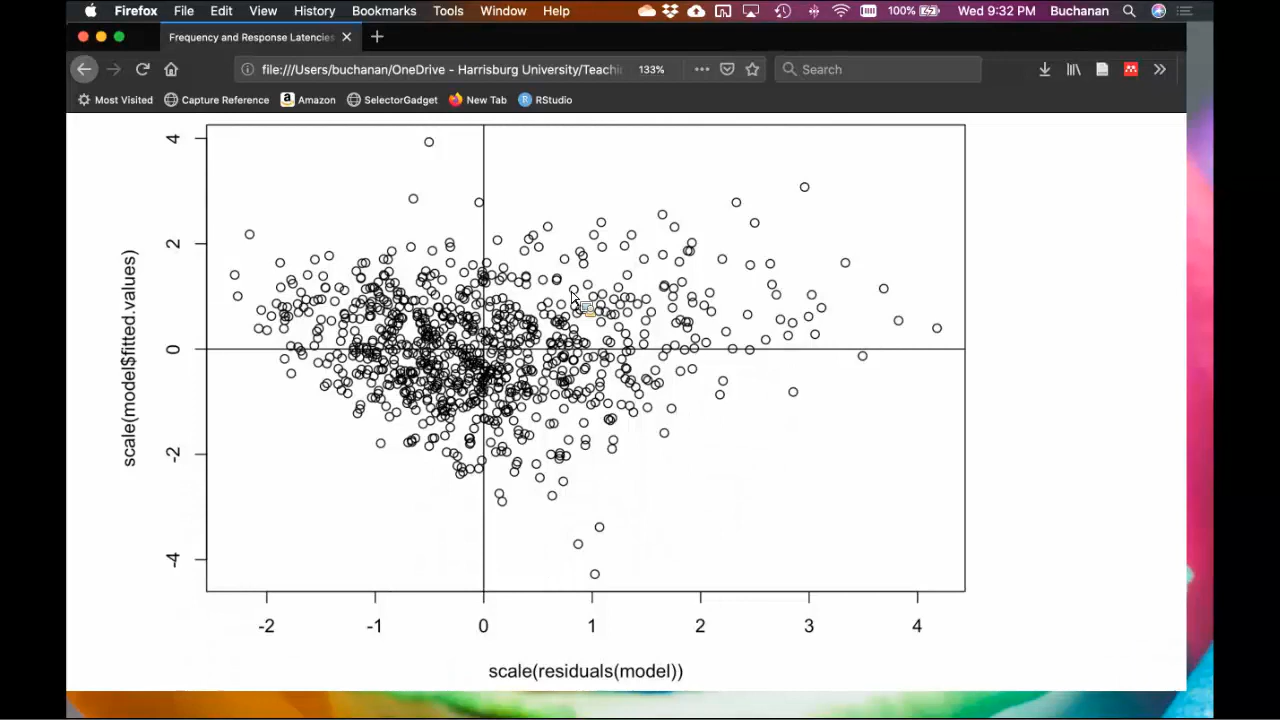 Firefox File Edit View History Bookmarks Tools Window Help 100% Wed 9:32 PM Buchanan
Frequency and Response Latencies
file:///Users/buchanan/OneDrive - Harrisburg University/Teachi 133% Search
Most Visited Capture Reference Amazon SelectorGadget New Tab RStudio
4
2
0
-2
-4
scale(model$fitted.values)
-2 -1 0 1 2 3 4
scale(residuals(model))